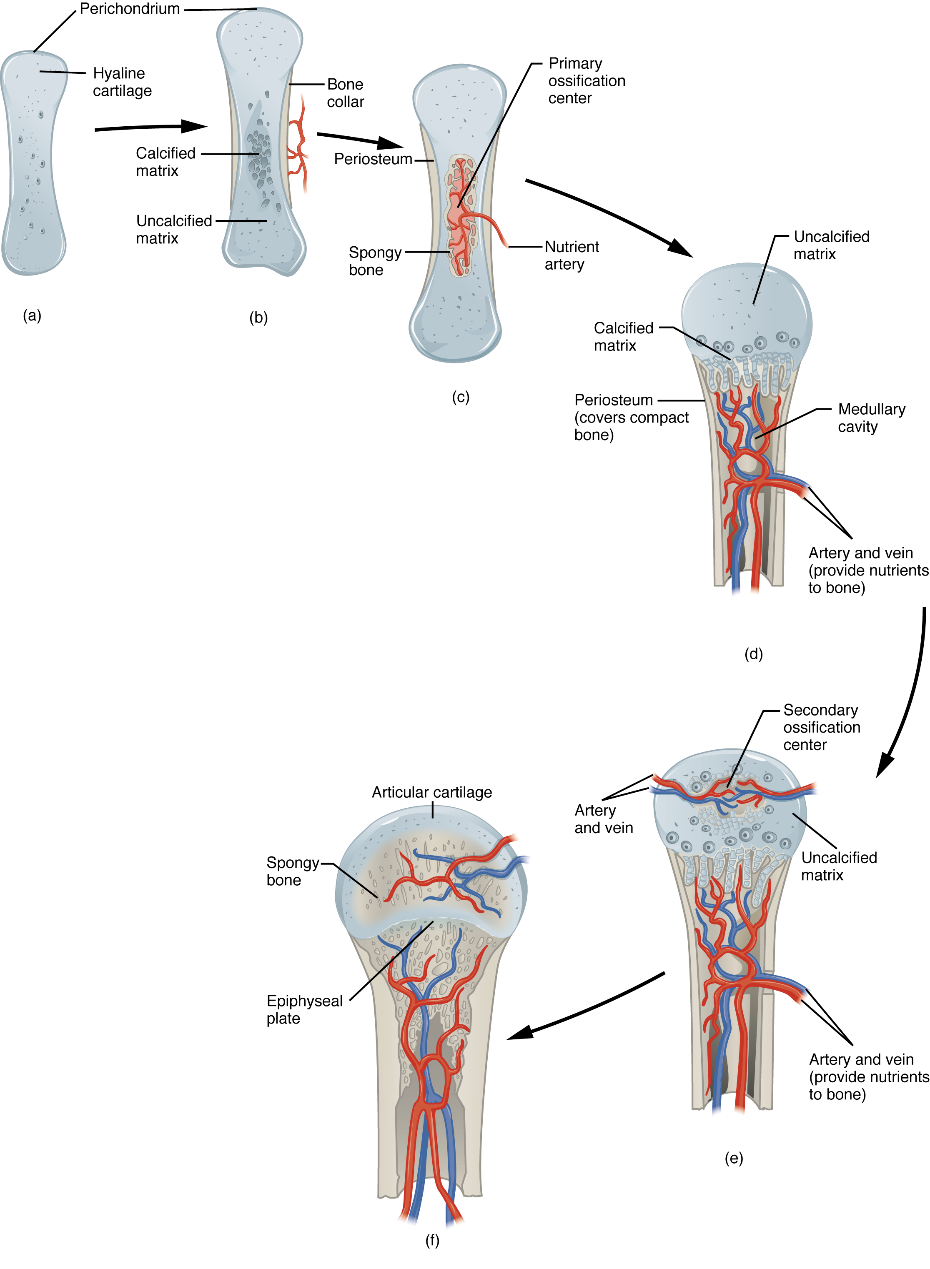 Perichondrium
Hyaline
cartilage
(a)
Bone
collar
Calcified
matrix
Uncalcified
matrix
(b)
Primary
ossification
center
Periosteum
Spongy
bone
Nutrient
artery
(c)
Uncalcified
matrix
Calcified
matrix
Periosteum
(covers compact
bone)
Medullary
cavity
Artery and vein
(provide nutrients
to bone)
(d)
Secondary
ossification
center
Artery
and vein
Uncalcified
matrix
Artery and vein
(provide nutrients
to bone)
(e)
Articular cartilage
Spongy
bone
Epiphyseal
plate
(f)